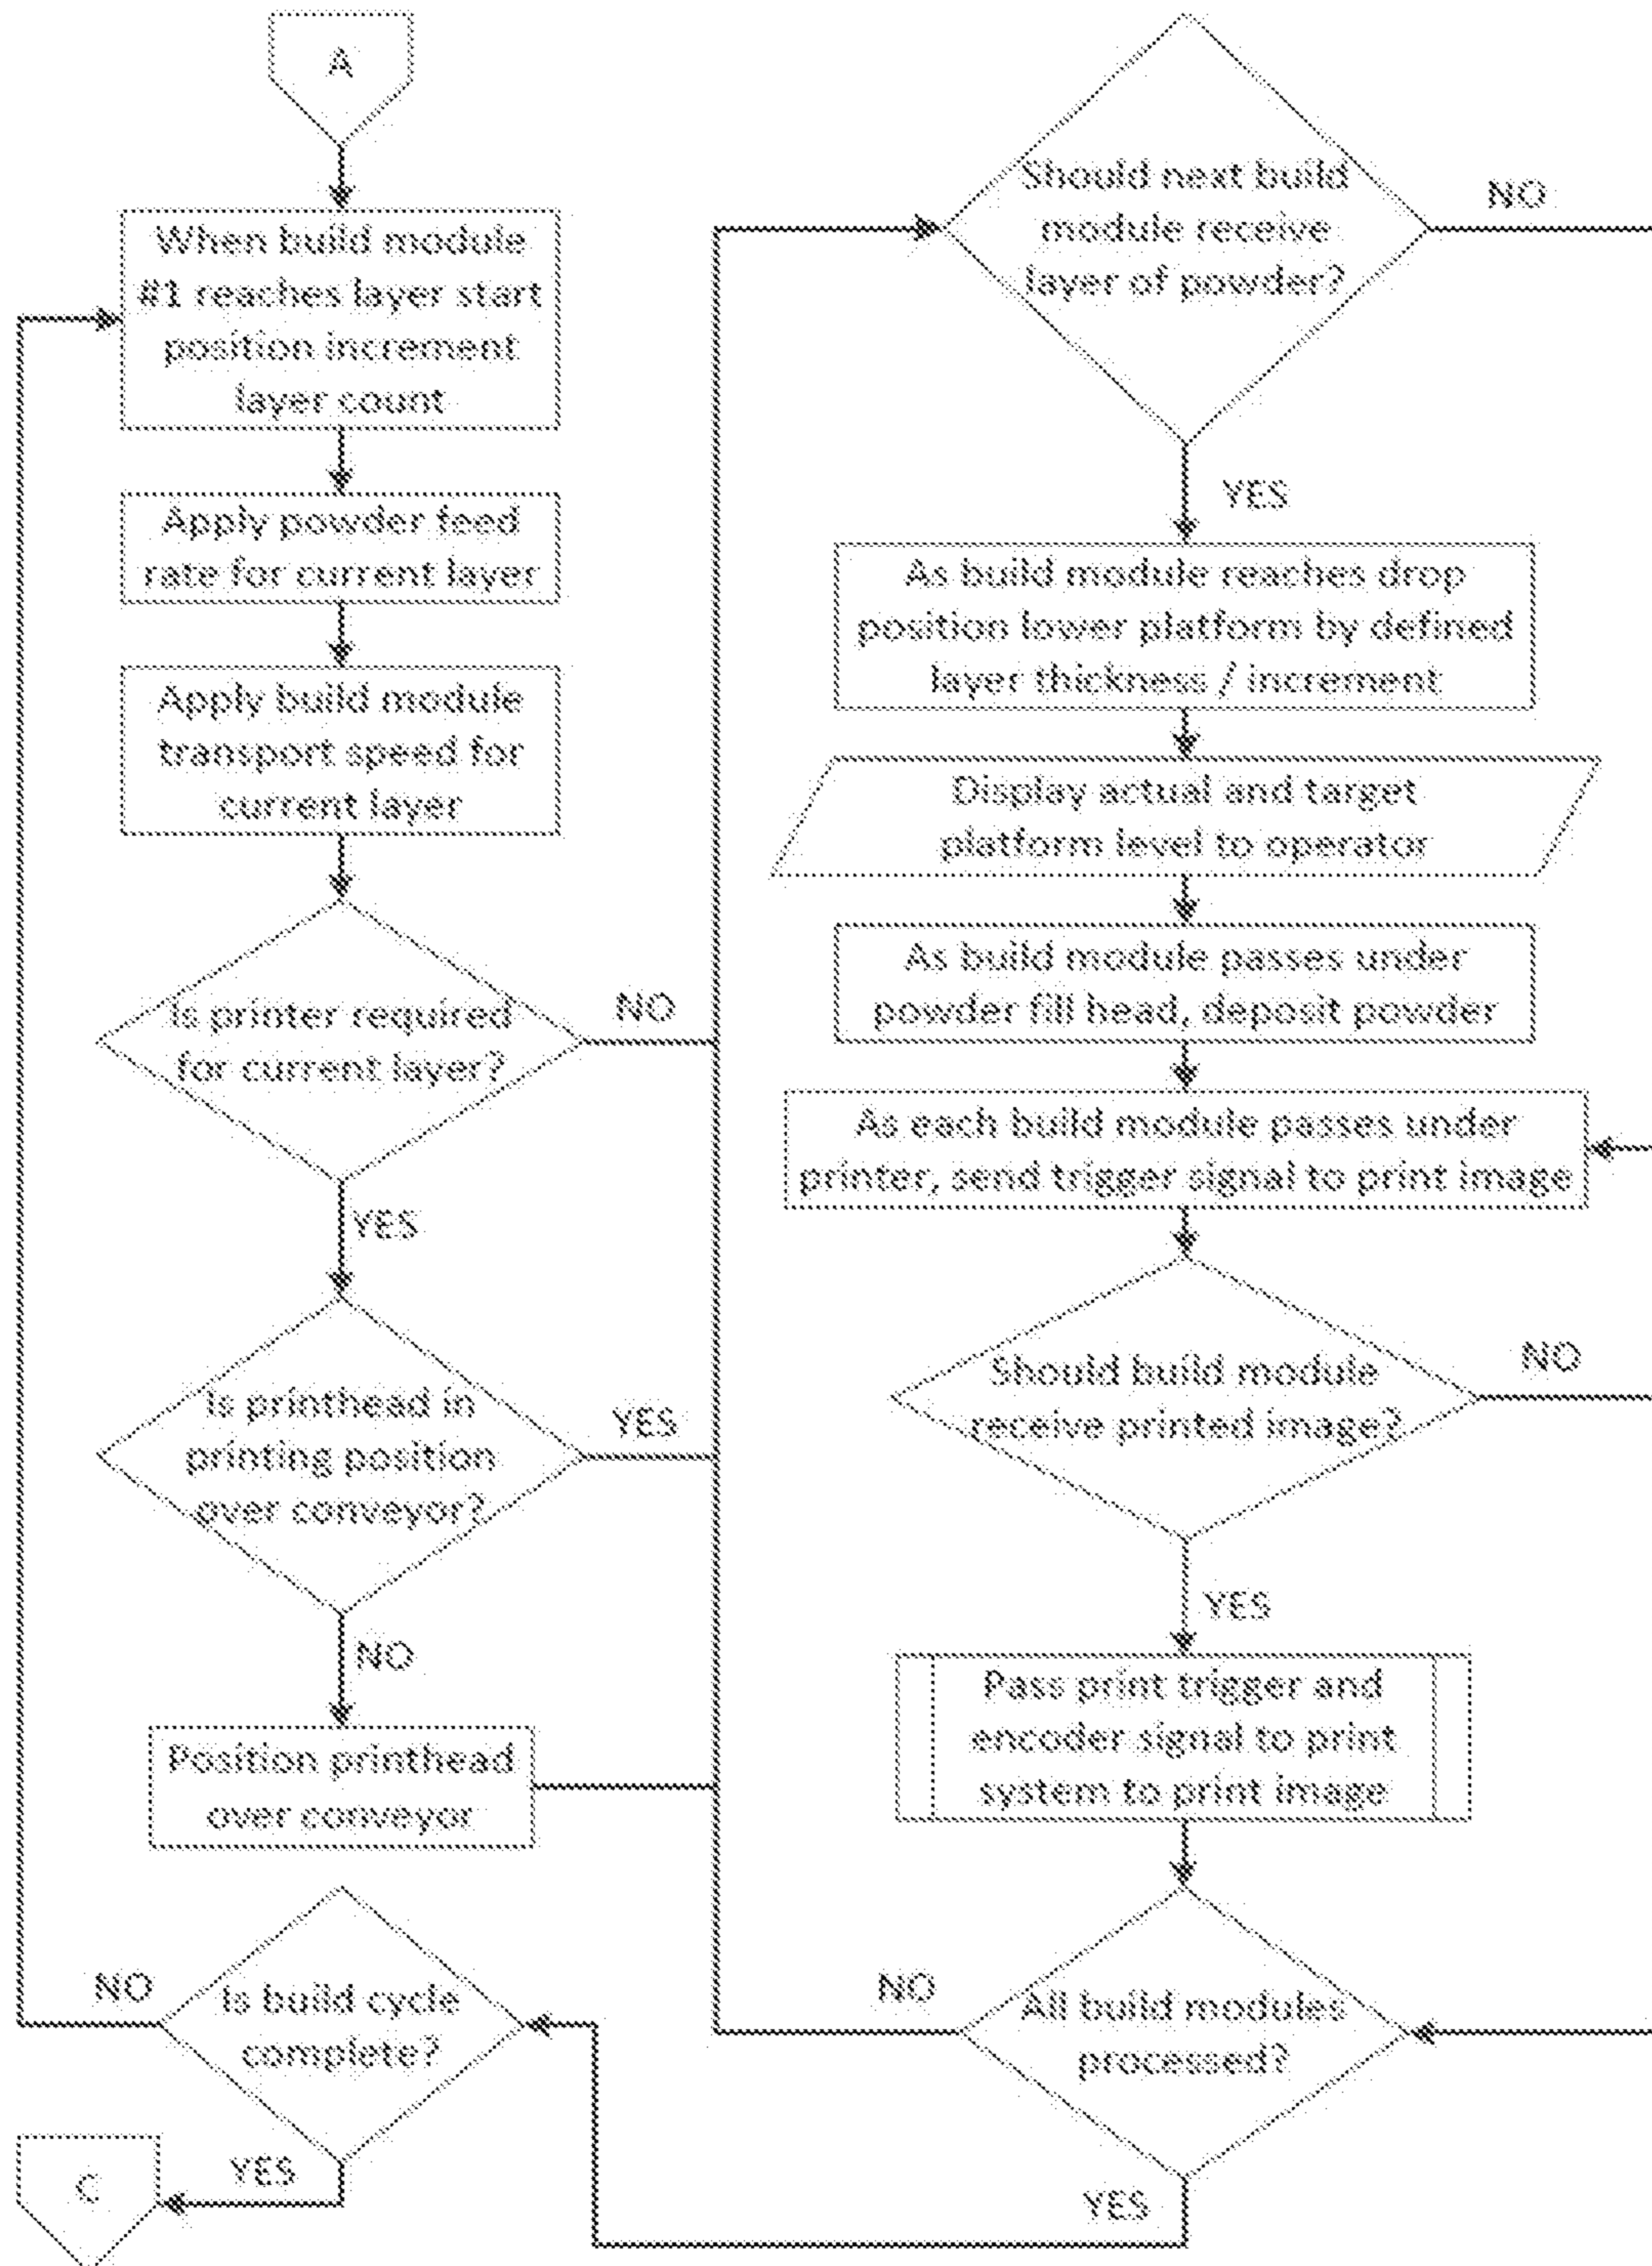 A
When build module
#1 reaches layer start
position increment
layer count
Apply powder feed
rate for current layer
Apply build module
transport speed for
current layer
Is printer required
for current layer?
NO
YES
Is printhead in
printing position
over conveyor?
YES
NO
Position printhead
over conveyor
Is build cycle
complete?
NO
YES
C
Should next build
module receive
layer of powder?
NO
YES
As build module reaches drop
position lower platform by defined
layer thickness / increment
Display actual and target
platform level to operator
As build module passes under
powder fill head, deposit powder
As each build module passes under
printer, send trigger signal to print image
Should build module
receive printed image?
NO
YES
Pass print trigger and
encoder signal to print
system to print image
All build modules
processed?
NO
YES